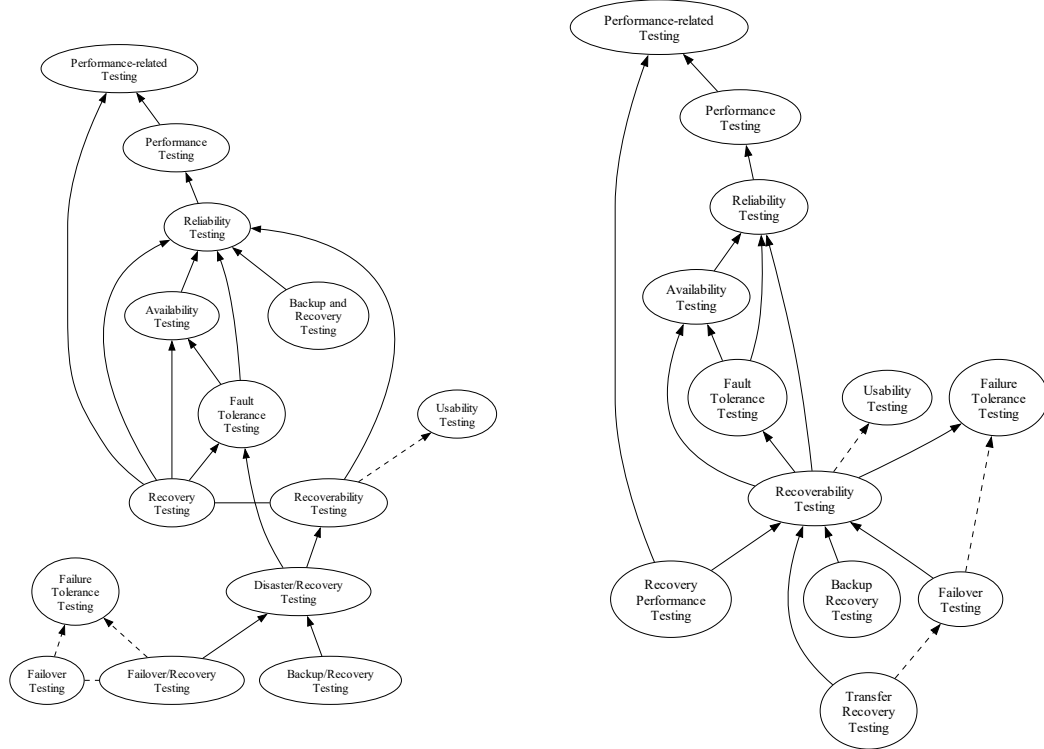 Performance-related
Testing
Performance
Testing
Reliability
Testing
Availability
Testing
Backup and
Recovery
Testing
Fault
Tolerance
Testing
Usability
Testing
Recovery
Testing
Recoverability
Testing
Failure
Tolerance
Testing
Disaster/Recovery
Testing
Failover
Testing
Failover/Recovery
Testing
Backup/Recovery
Testing
Performance-related
Testing
Performance
Testing
Reliability
Testing
Availability
Testing
Fault
Tolerance
Testing
Usability
Testing
Failure
Tolerance
Testing
Recoverability
Testing
Recovery
Performance
Testing
Backup
Recovery
Testing
Failover
Testing
Transfer
Recovery
Testing